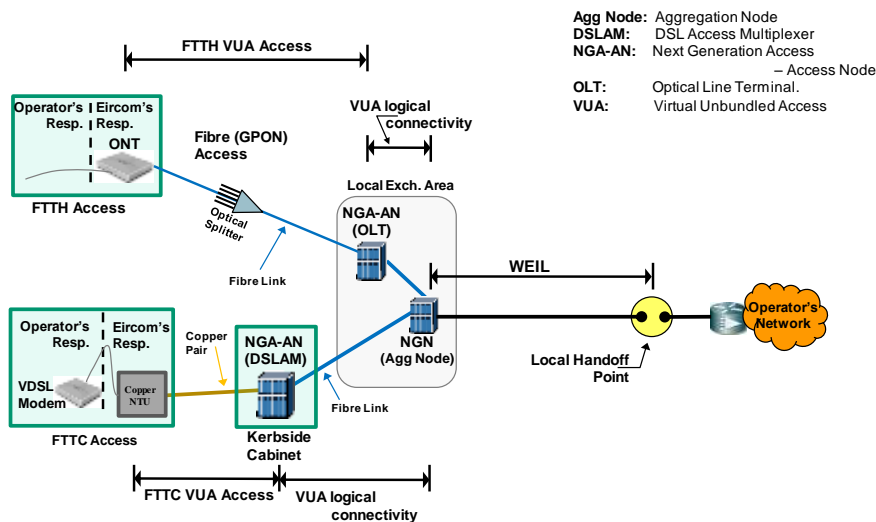 Agg Node: Aggregation Node
DSLAM: DSL Access Multiplexer
NGA-AN: Next Generation Access
– Access Node
OLT: Optical Line Terminal.
VUA: Virtual Unbundled Access
FTTH VUA Access
VUA logical
connectivity
Operator's
Resp.
Eircom's
Resp.
ONT
FTTH Access
Fibre (GPON)
Access
Optical
Splitter
Fibre Link
Local Exch. Area
NGA-AN
(OLT)
WEIL
NGN
(Agg Node)
Local Handoff
Point
Operator's
Network
Operator's
Resp.
Eircom's
Resp.
VDSL
Modem
Copper
NTU
FTTC Access
Copper
Pair
NGA-AN
(DSLAM)
Fibre Link
Kerbside
Cabinet
FTTC VUA Access
VUA logical
connectivity